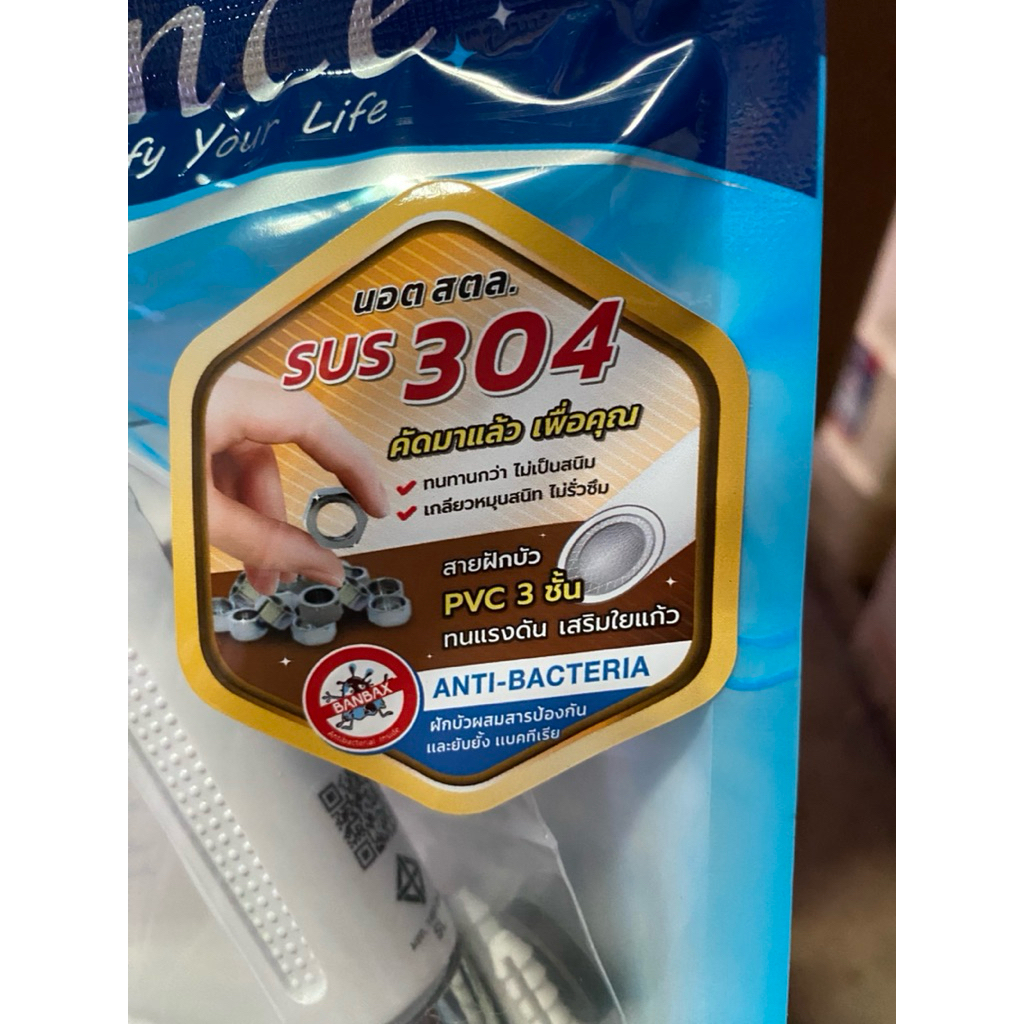 Your Life
นอต สตล.
SUS 304
คัดมาแล้ว เพื่อคุณ
ทนทานกว่า ไม่เป็นสนิม
เกลียวหมุนสนิท ไม่รั่วซึม
สายฝักบัว
PVC 3 ชั้น
ทนแรงดัน เสริมใยแก้ว
BANBAX
Antibacterial Inside
ANTI-BACTERIA
ฝักบัวผสมสารป้องกัน
และยับยั้ง แบคทีเรีย